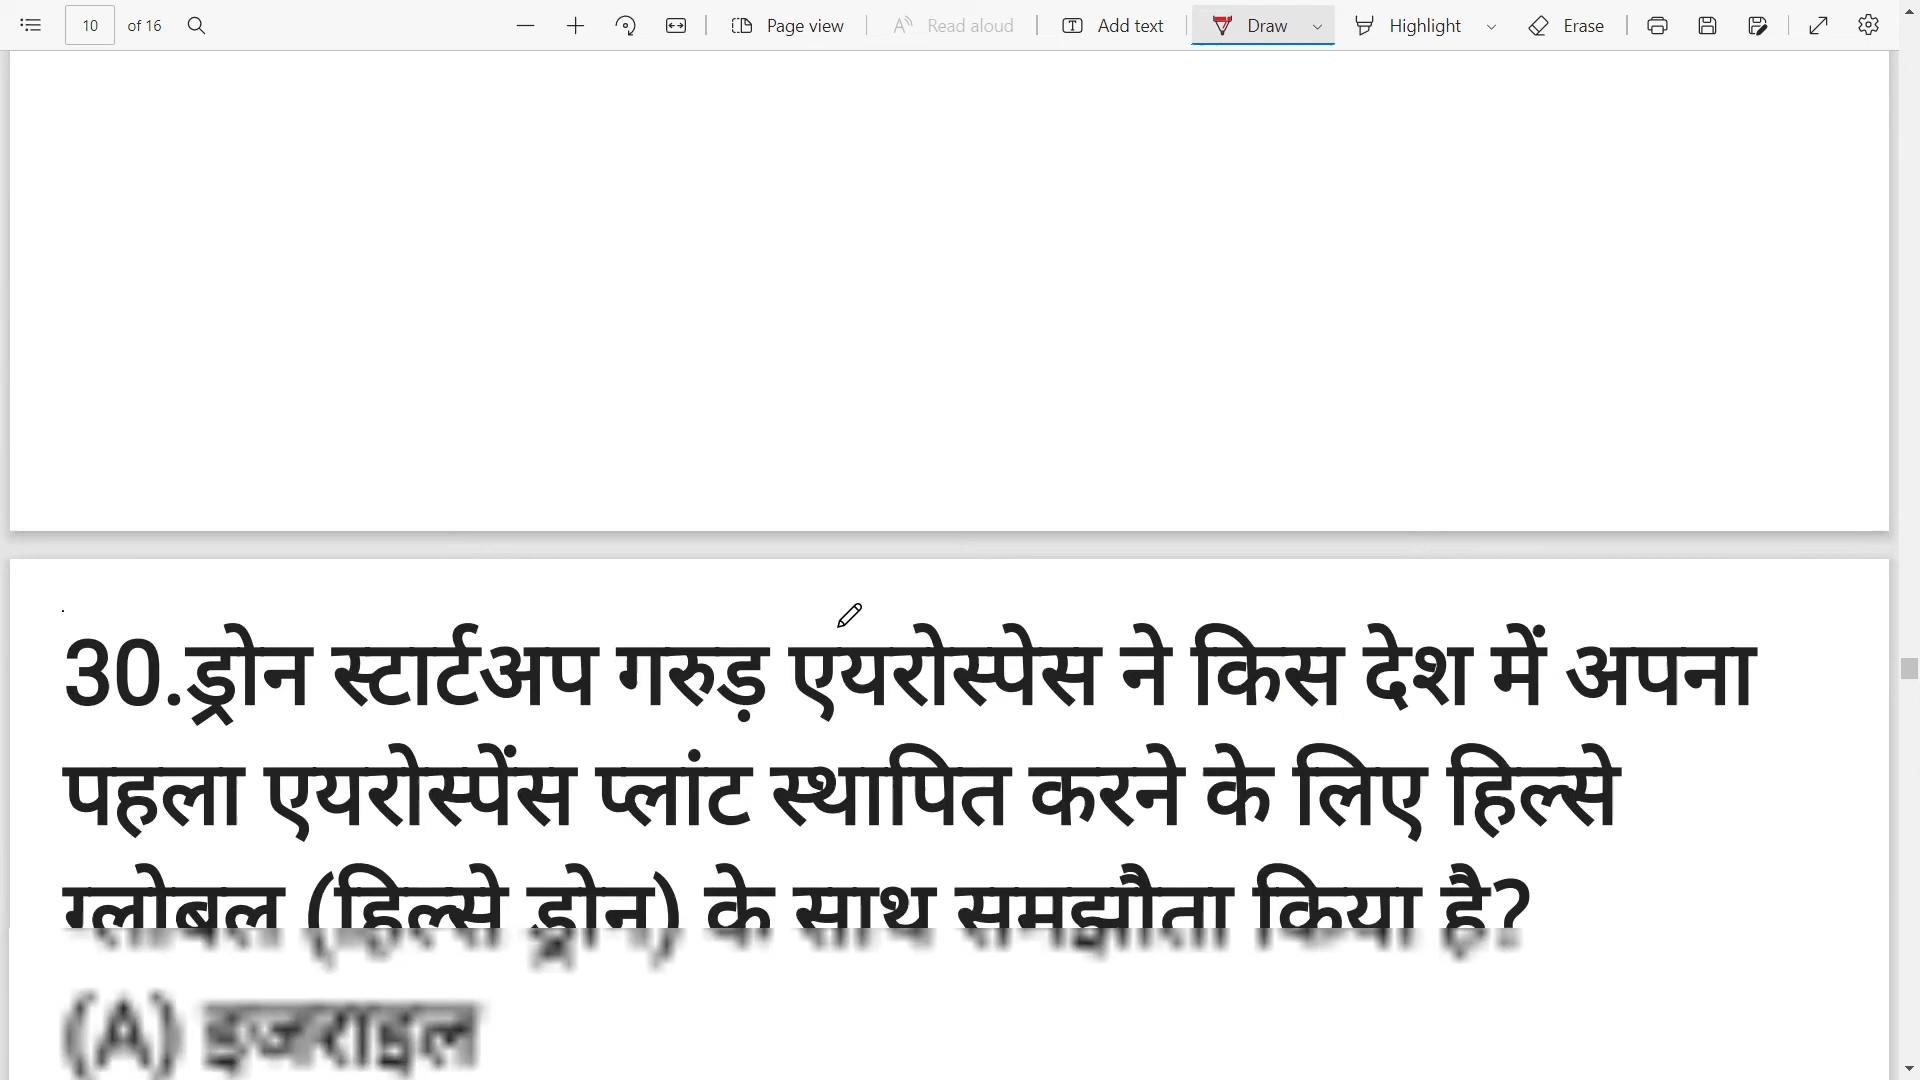 10 of 16 Page view Read aloud Add text Draw Highlight Erase
30.ड्रोन स्टार्टअप गरुड़ एयरोस्पेस ने किस देश में अपना
पहला एयरोस्पेंस प्लांट स्थापित करने के लिए हिल्से
ग्लोबल (हिल्से ड्रोन) के साथ समझौता किया है?
(A) इजराइल